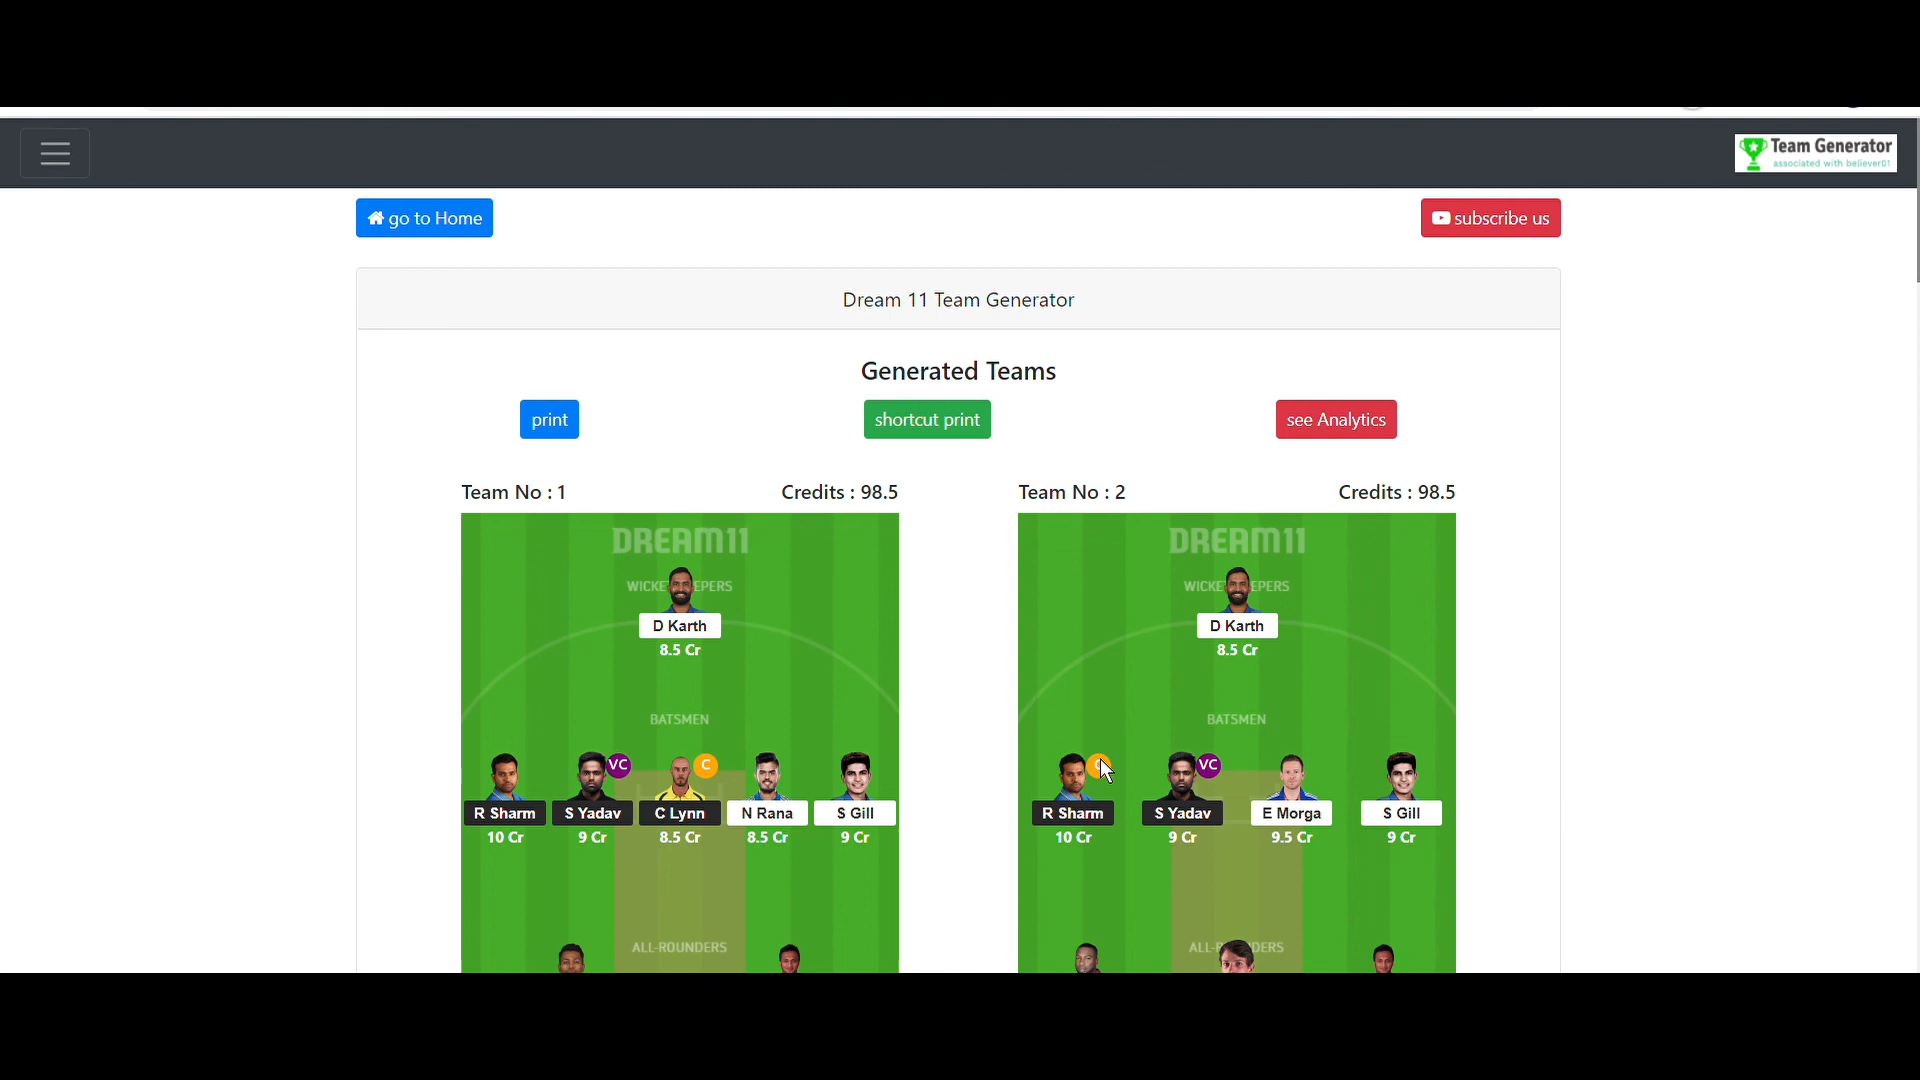 Team Generator
associated with believer01
go to Home
subscribe us
Dream 11 Team Generator
Generated Teams
print
shortcut print
see Analytics
Team No : 1
Credits : 98.5
Team No : 2
Credits : 98.5
DREAM11
DREAM11
D Karth
8.5 Cr
D Karth
8.5 Cr
BATSMEN
BATSMEN
VC
C
VC
R Sharm
S Yadav
C Lynn
N Rana
S Gill
R Sharm
S Yadav
E Morga
S Gill
10 Cr
9 Cr
8.5 Cr
8.5 Cr
9 Cr
10 Cr
9 Cr
9.5 Cr
9 Cr
ALL-ROUNDERS